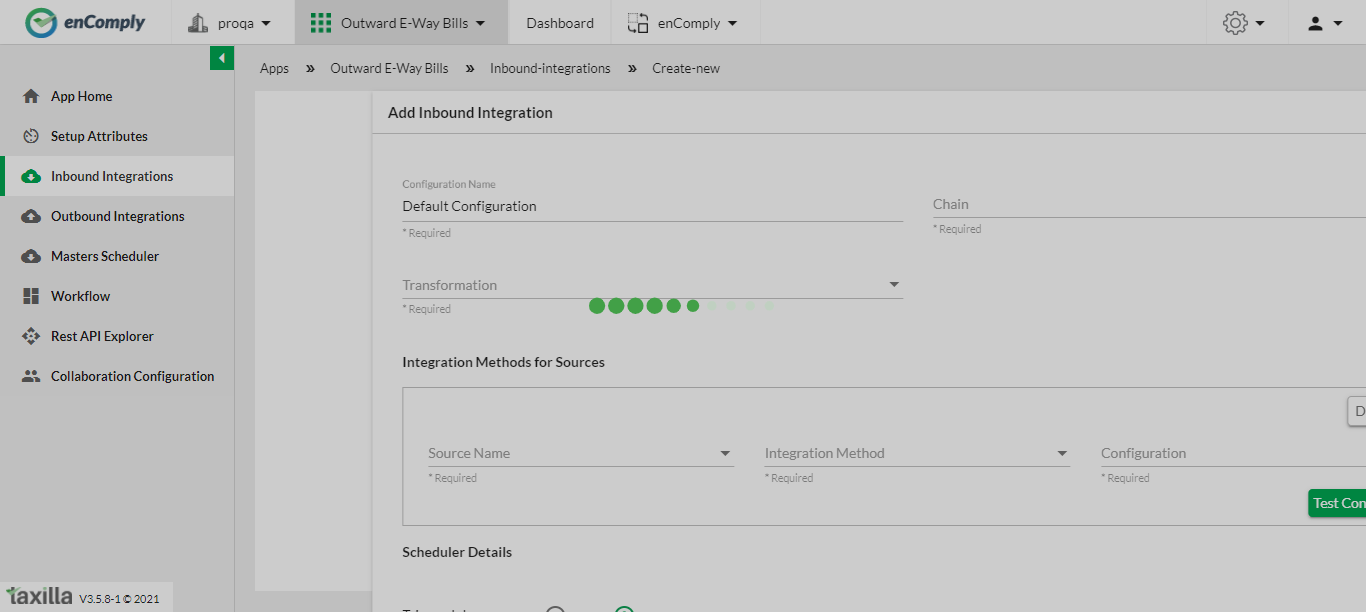 enComply
proqa
Outward E-Way Bills
Dashboard
enComply
Apps » Outward E-Way Bills » Inbound-integrations » Create-new
App Home
Setup Attributes
Inbound Integrations
Outbound Integrations
Masters Scheduler
Workflow
Rest API Explorer
Collaboration Configuration
taxilla V3.5.8-1 © 2021
Add Inbound Integration
Configuration Name
Default Configuration
* Required
Chain
* Required
Transformation
* Required
Integration Methods for Sources
D
Source Name
* Required
Integration Method
* Required
Configuration
* Required
Test Con
Scheduler Details